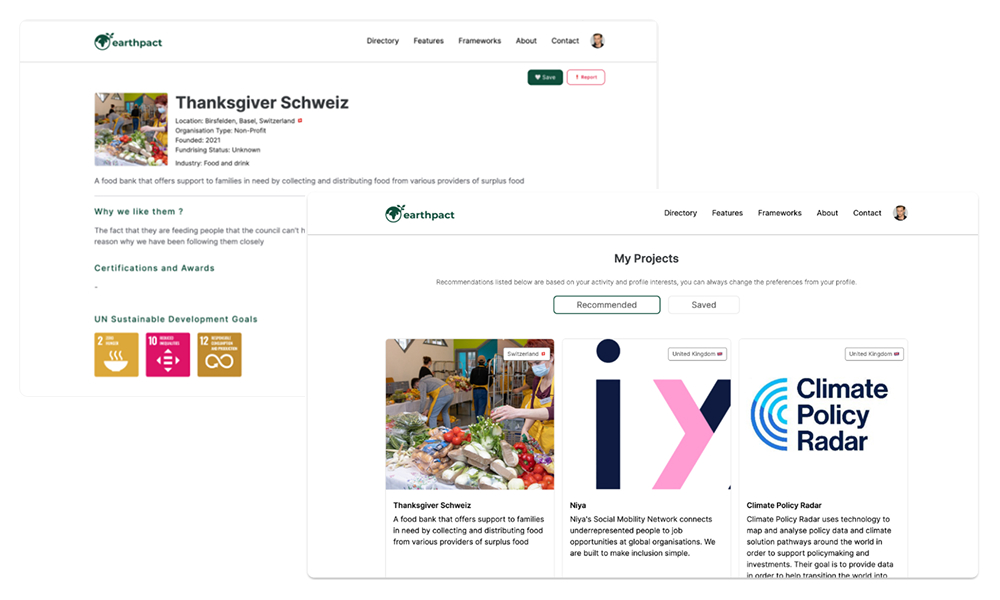 earthpact
Directory Features Frameworks About Contact
Save Report
Thanksgiver Schweiz
Location: Birsfelden, Basel, Switzerland
Organisation Type: Non-Profit
Founded: 2021
Fundrising Status: Unknown
Industry: Food and drink
A food bank that offers support to families in need by collecting and distributing food from various providers of surplus food
Why we like them ?
The fact that they are feeding people that the council can't h
reason why we have been following them closely
Certifications and Awards
-
UN Sustainable Development Goals
2 ZERO HUNGER
10 REDUCED INEQUALITIES
12 RESPONSIBLE CONSUMPTION AND PRODUCTION
earthpact
Directory Features Frameworks About Contact
My Projects
Recommendations listed below are based on your activity and profile interests, you can always change the preferences from your profile.
Recommended Saved
Switzerland
Thanksgiver Schweiz
A food bank that offers support to families
in need by collecting and distributing food
from various providers of surplus food
United Kingdom
iy
Niya
Niya's Social Mobility Network connects
underrepresented people to job
opportunities at global organisations. We
are built to make inclusion simple.
United Kingdom
Climate
Policy
Radar
Climate Policy Radar
Climate Policy Radar uses technology to
map and analyse policy data and climate
solution pathways around the world in
order to support policymaking and
investments. Their goal is to provide data
in order to help transition the world into